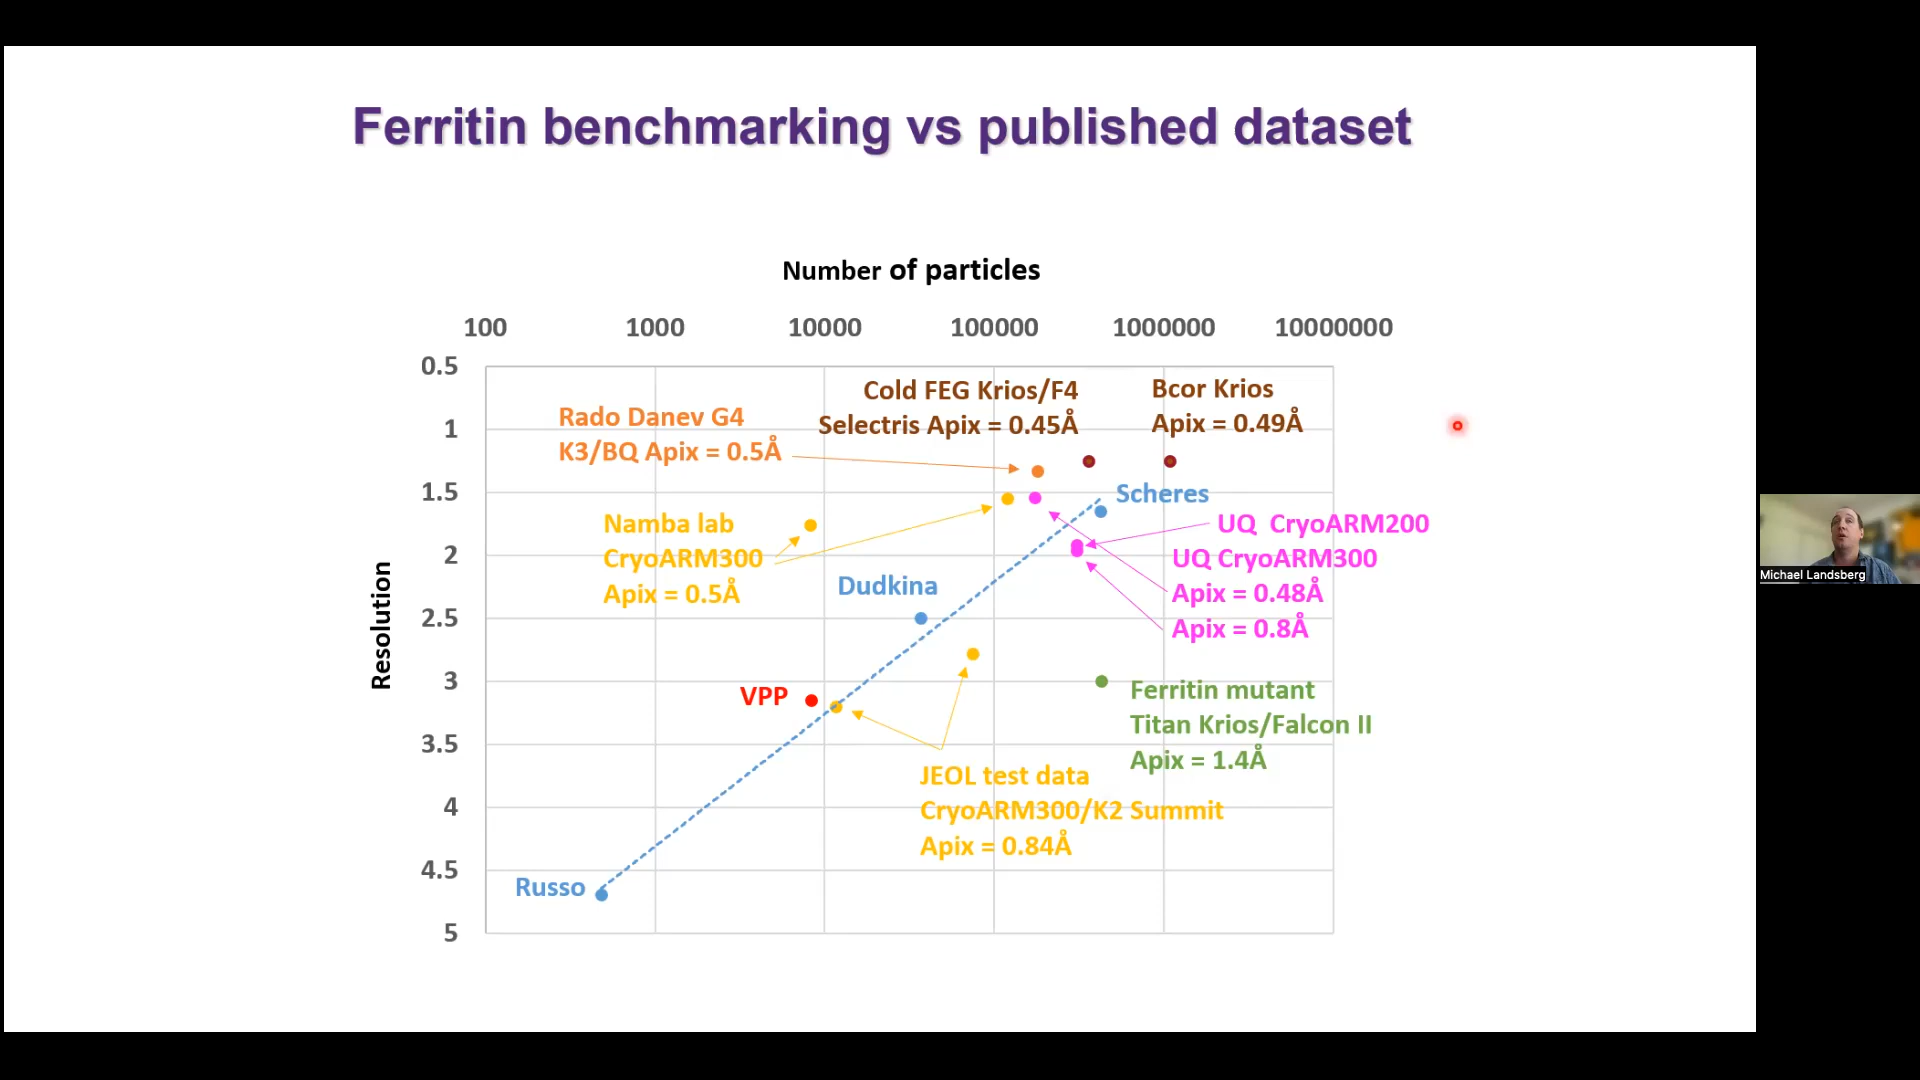 Ferritin benchmarking vs published dataset
Number of particles
100 1000 10000 100000 1000000 10000000
Resolution
0.5
1
1.5
2
2.5
3
3.5
4
4.5
5
Cold FEG Krios/F4
Selectris Apix = 0.45Å
Bcor Krios
Apix = 0.49Å
Rado Danev G4
K3/BQ Apix = 0.5Å
Scheres
Namba lab
CryoARM300
Apix = 0.5Å
UQ CryoARM200
UQ CryoARM300
Apix = 0.48Å
Apix = 0.8Å
Dudkina
VPP
Ferritin mutant
Titan Krios/Falcon II
Apix = 1.4Å
JEOL test data
CryoARM300/K2 Summit
Apix = 0.84Å
Russo
Michael Landsberg